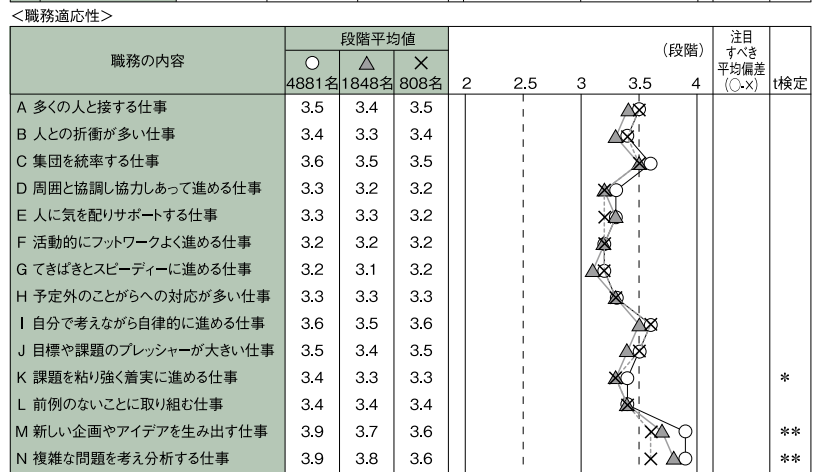 ＜職務適応性＞
職務の内容 段階平均値 （段階） 注目すべき平均偏差（○-×） t検定
○ △ ×
4881名 1848名 808名 2 2.5 3 3.5 4
A 多くの人と接する仕事 3.5 3.4 3.5
B 人との折衝が多い仕事 3.4 3.3 3.4
C 集団を統率する仕事 3.6 3.5 3.5
D 周囲と協調し協力しあって進める仕事 3.3 3.2 3.2
E 人に気を配りサポートする仕事 3.3 3.3 3.2
F 活動的にフットワークよく進める仕事 3.2 3.2 3.2
G てきぱきとスピーディーに進める仕事 3.2 3.1 3.2
H 予定外のことがらへの対応が多い仕事 3.3 3.3 3.3
I 自分で考えながら自律的に進める仕事 3.6 3.5 3.6
J 目標や課題のプレッシャーが大きい仕事 3.5 3.4 3.5
K 課題を粘り強く着実に進める仕事 3.4 3.3 3.3 *
L 前例のないことに取り組む仕事 3.4 3.4 3.4
M 新しい企画やアイデアを生み出す仕事 3.9 3.7 3.6 **
N 複雑な問題を考え分析する仕事 3.9 3.8 3.6 **